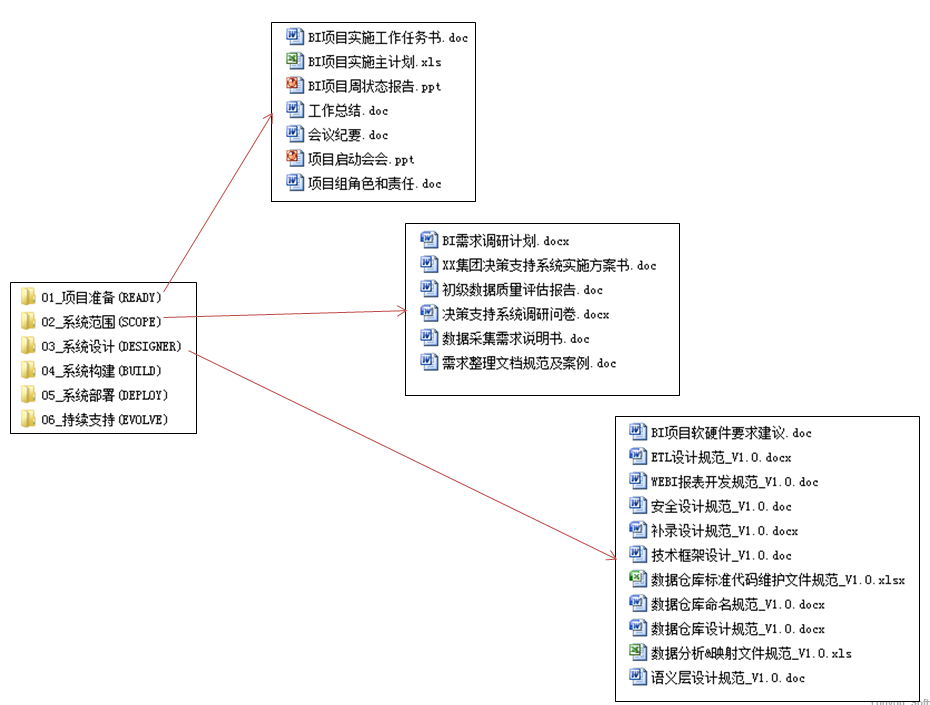 BI项目实施工作任务书.doc
BI项目实施主计划.xls
BI项目周状态报告.ppt
工作总结.doc
会议纪要.doc
项目启动会会.ppt
项目组角色和责任.doc
BI需求调研计划.docx
XX集团决策支持系统实施方案书.doc
初级数据质量评估报告.doc
决策支持系统调研问卷.docx
数据采集需求说明书.doc
需求整理文档规范及案例.doc
01_项目准备(READY)
02_系统范围(SCOPE)
03_系统设计(DESIGNER)
04_系统构建(BUILD)
05_系统部署(DEPLOY)
06_持续支持(EVOLVE)
BI项目软硬件要求建议.doc
ETL设计规范_V1.0.docx
WEBI报表开发规范_V1.0.doc
安全设计规范_V1.0.doc
补录设计规范_V1.0.docx
技术框架设计_V1.0.doc
数据仓库标准代码维护文件规范_V1.0.xlsx
数据仓库命名规范_V1.0.docx
数据仓库设计规范_V1.0.docx
数据分析&映射文件规范_V1.0.xls
语义层设计规范_V1.0.doc